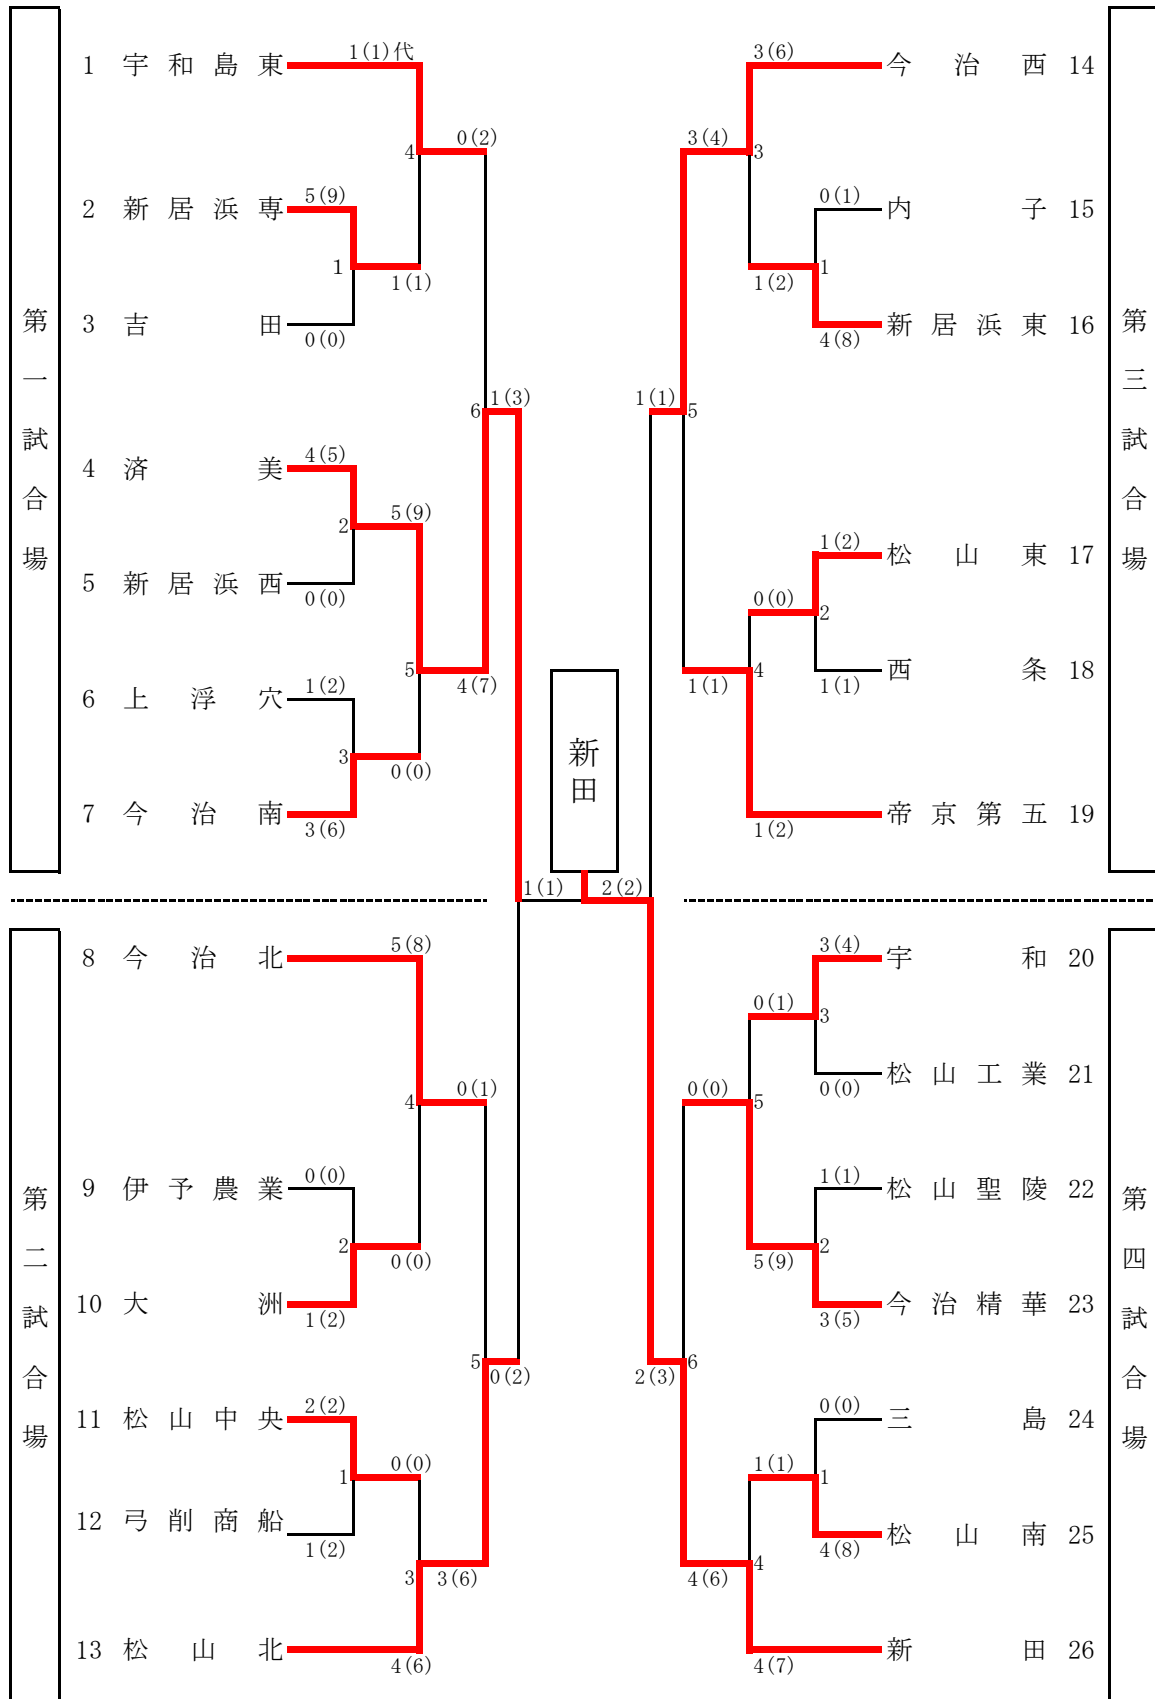 第一試合場
1 宇和島東
1(1)代
2 新居浜専
5(9)
3 吉田
0(0)
1
1(1)
4
0(2)
4 済美
4(5)
5 新居浜西
0(0)
2
5(9)
6 上浮穴
1(2)
7 今治南
3(6)
3
0(0)
5
4(7)
6
1(3)
第二試合場
8 今治北
5(8)
9 伊予農業
0(0)
10 大洲
1(2)
2
0(0)
4
0(1)
11 松山中央
2(2)
12 弓削商船
1(2)
1
0(0)
13 松山北
4(6)
3
3(6)
5
0(2)
1(1)
新田
2(2)
第三試合場
今治西 14
3(6)
内子 15
0(1)
新居浜東 16
4(8)
1
1(2)
3
3(4)
松山東 17
1(2)
西条 18
1(1)
2
0(0)
帝京第五 19
1(2)
4
1(1)
5
1(1)
第四試合場
宇和 20
3(4)
松山工業 21
0(0)
3
0(1)
松山聖陵 22
1(1)
今治精華 23
3(5)
2
5(9)
5
0(0)
三島 24
0(0)
松山南 25
4(8)
1
1(1)
新田 26
4(7)
4
4(6)
6
2(3)